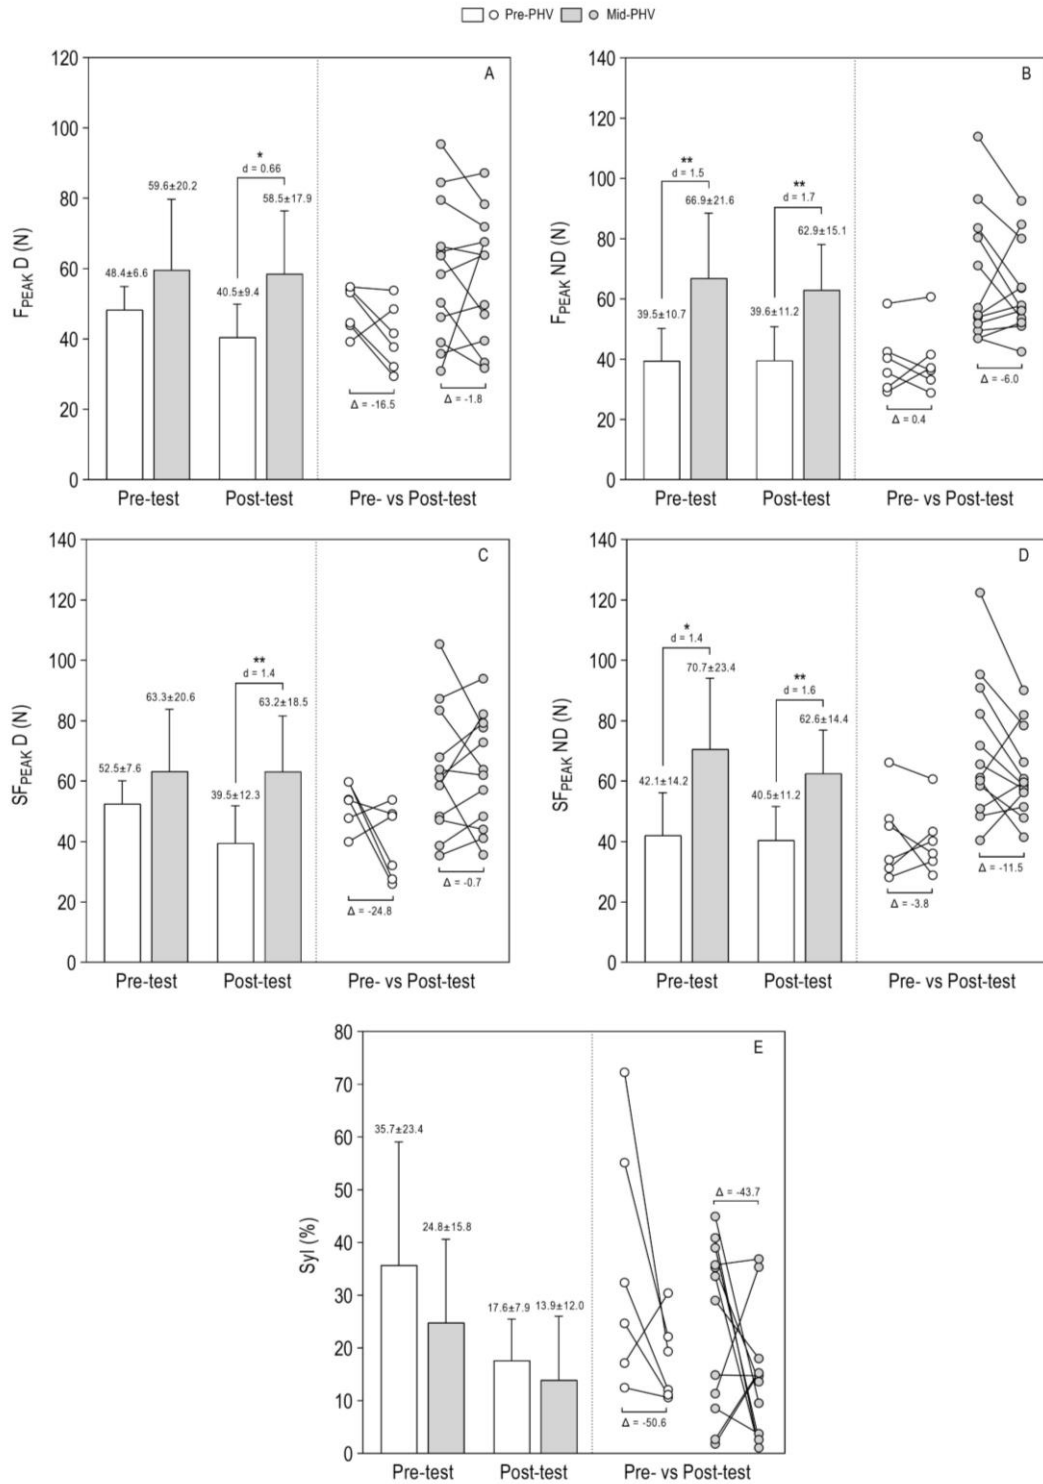 Pre-PHV Mid-PHV
A
F_PEAK D (N)
120
100
80
60
40
20
0
48.4±6.6
59.6±20.2
*
d = 0.66
40.5±9.4
58.5±17.9
Δ = -16.5
Δ = -1.8
Pre-test Post-test Pre- vs Post-test
B
F_PEAK ND (N)
140
120
100
80
60
40
20
0
39.5±10.7
**
d = 1.5
66.9±21.6
39.6±11.2
**
d = 1.7
62.9±15.1
Δ = 0.4
Δ = -6.0
Pre-test Post-test Pre- vs Post-test
C
SF_PEAK D (N)
140
120
100
80
60
40
20
0
52.5±7.6
63.3±20.6
**
d = 1.4
39.5±12.3
63.2±18.5
Δ = -24.8
Δ = -0.7
Pre-test Post-test Pre- vs Post-test
D
SF_PEAK ND (N)
140
120
100
80
60
40
20
0
42.1±14.2
*
d = 1.4
70.7±23.4
40.5±11.2
**
d = 1.6
62.6±14.4
Δ = -3.8
Δ = -11.5
Pre-test Post-test Pre- vs Post-test
E
SyI (%)
80
70
60
50
40
30
20
10
0
35.7±23.4
24.8±15.8
17.6±7.9
13.9±12.0
Δ = -50.6
Δ = -43.7
Pre-test Post-test Pre- vs Post-test